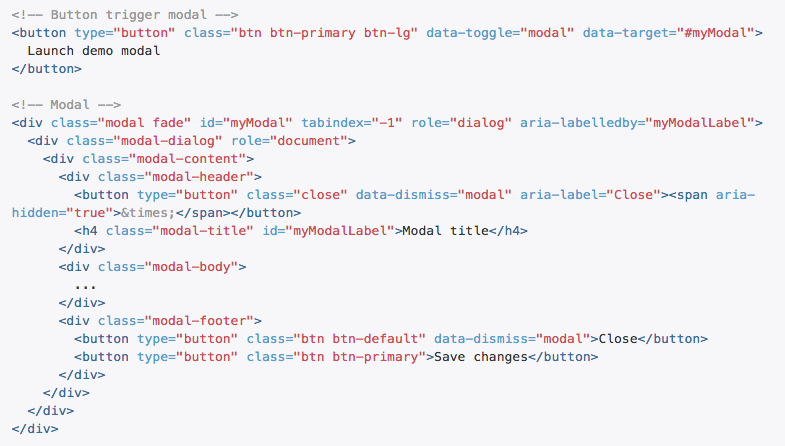 <!-- Button trigger modal -->
<button type="button" class="btn btn-primary btn-lg" data-toggle="modal" data-target="#myModal">
  Launch demo modal
</button>

<!-- Modal -->
<div class="modal fade" id="myModal" tabindex="-1" role="dialog" aria-labelledby="myModalLabel">
  <div class="modal-dialog" role="document">
    <div class="modal-content">
      <div class="modal-header">
        <button type="button" class="close" data-dismiss="modal" aria-label="Close"><span aria-
hidden="true">&times;</span></button>
        <h4 class="modal-title" id="myModalLabel">Modal title</h4>
      </div>
      <div class="modal-body">
        ...
      </div>
      <div class="modal-footer">
        <button type="button" class="btn btn-default" data-dismiss="modal">Close</button>
        <button type="button" class="btn btn-primary">Save changes</button>
      </div>
    </div>
  </div>
</div>